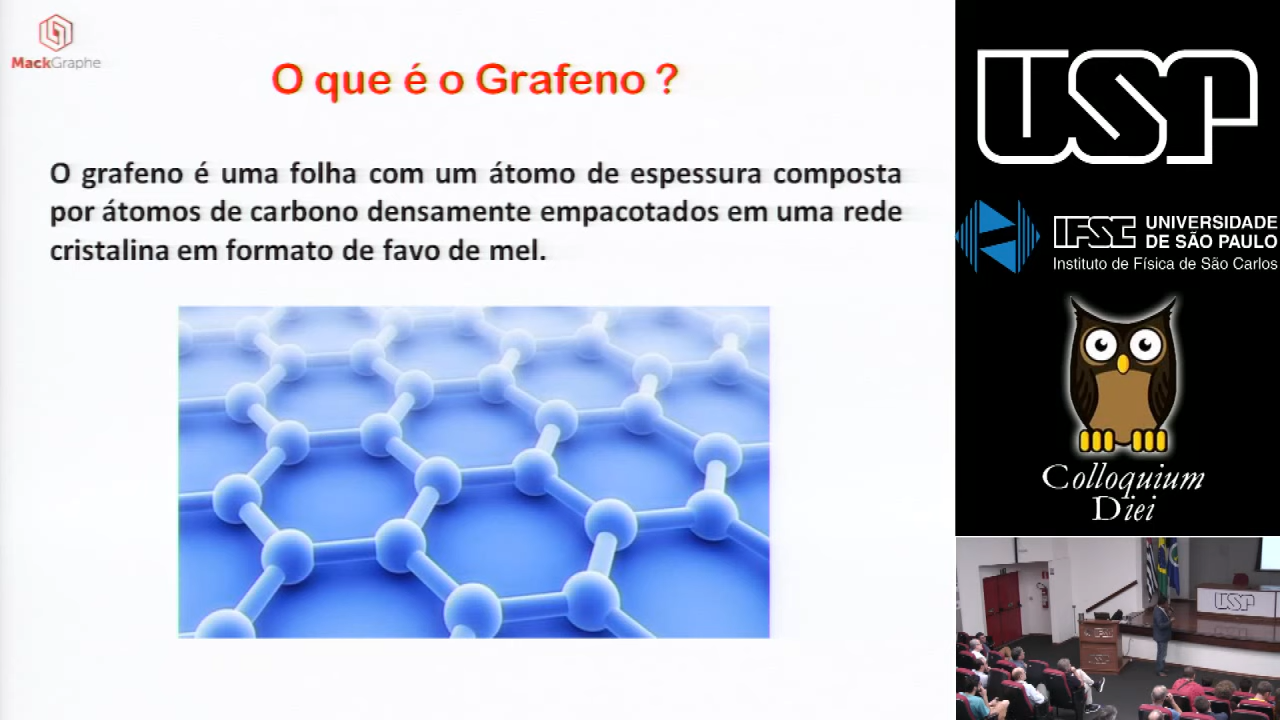 MackGraphe
O que é o Grafeno ?
O grafeno é uma folha com um átomo de espessura composta
por átomos de carbono densamente empacotados em uma rede
cristalina em formato de favo de mel.
USP
IFSC UNIVERSIDADE
DE SÃO PAULO
Instituto de Física de São Carlos
Colloquium
Diei
USP